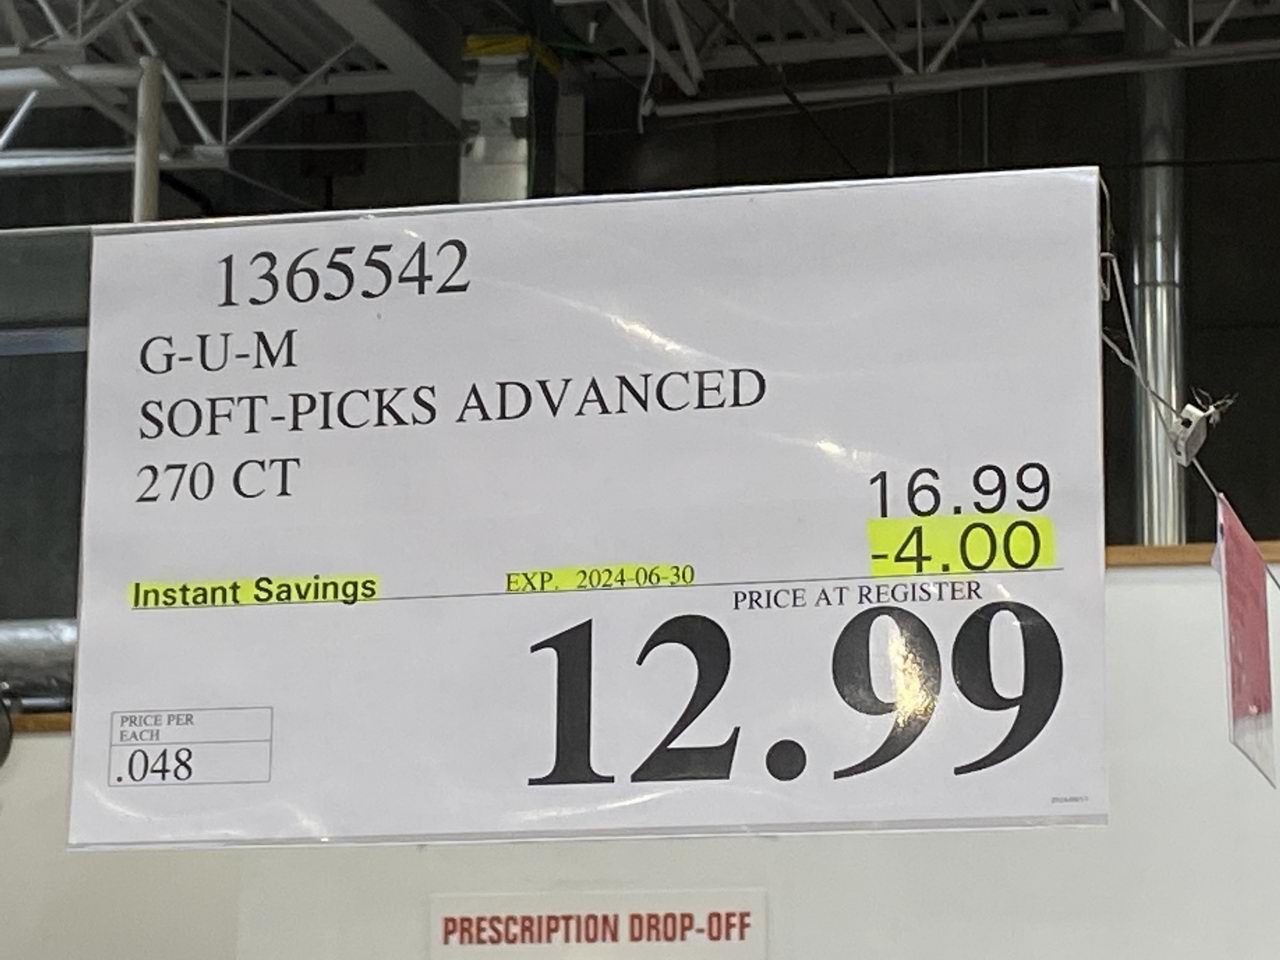 1365542
G-U-M
SOFT-PICKS ADVANCED
270 CT
16.99
-4.00
Instant Savings EXP. 2024-06-30
PRICE AT REGISTER
12.99
PRICE PER
EACH
.048
PRESCRIPTION DROP-OFF